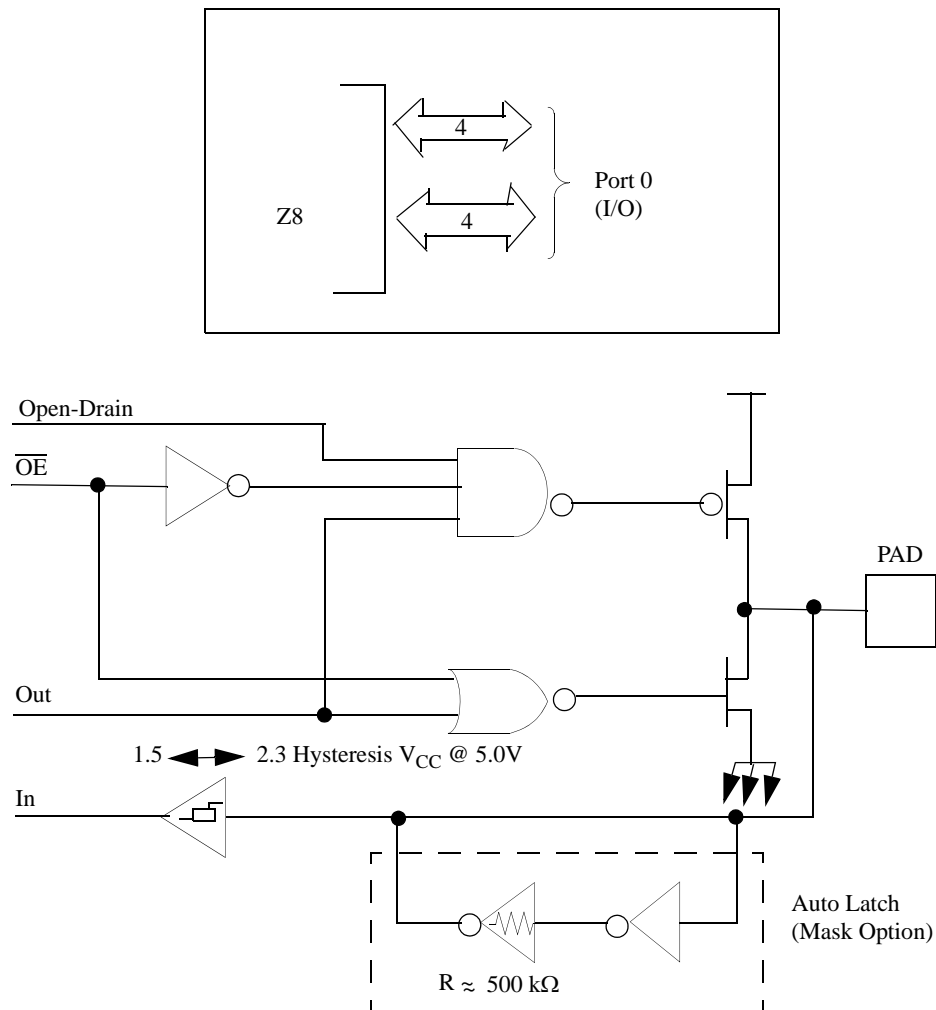 4
Port 0
(I/O)
Z8
4
Open-Drain
OE
PAD
Out
1.5 2.3 Hysteresis VCC @ 5.0V
In
Auto Latch
(Mask Option)
R ≈ 500 kΩ